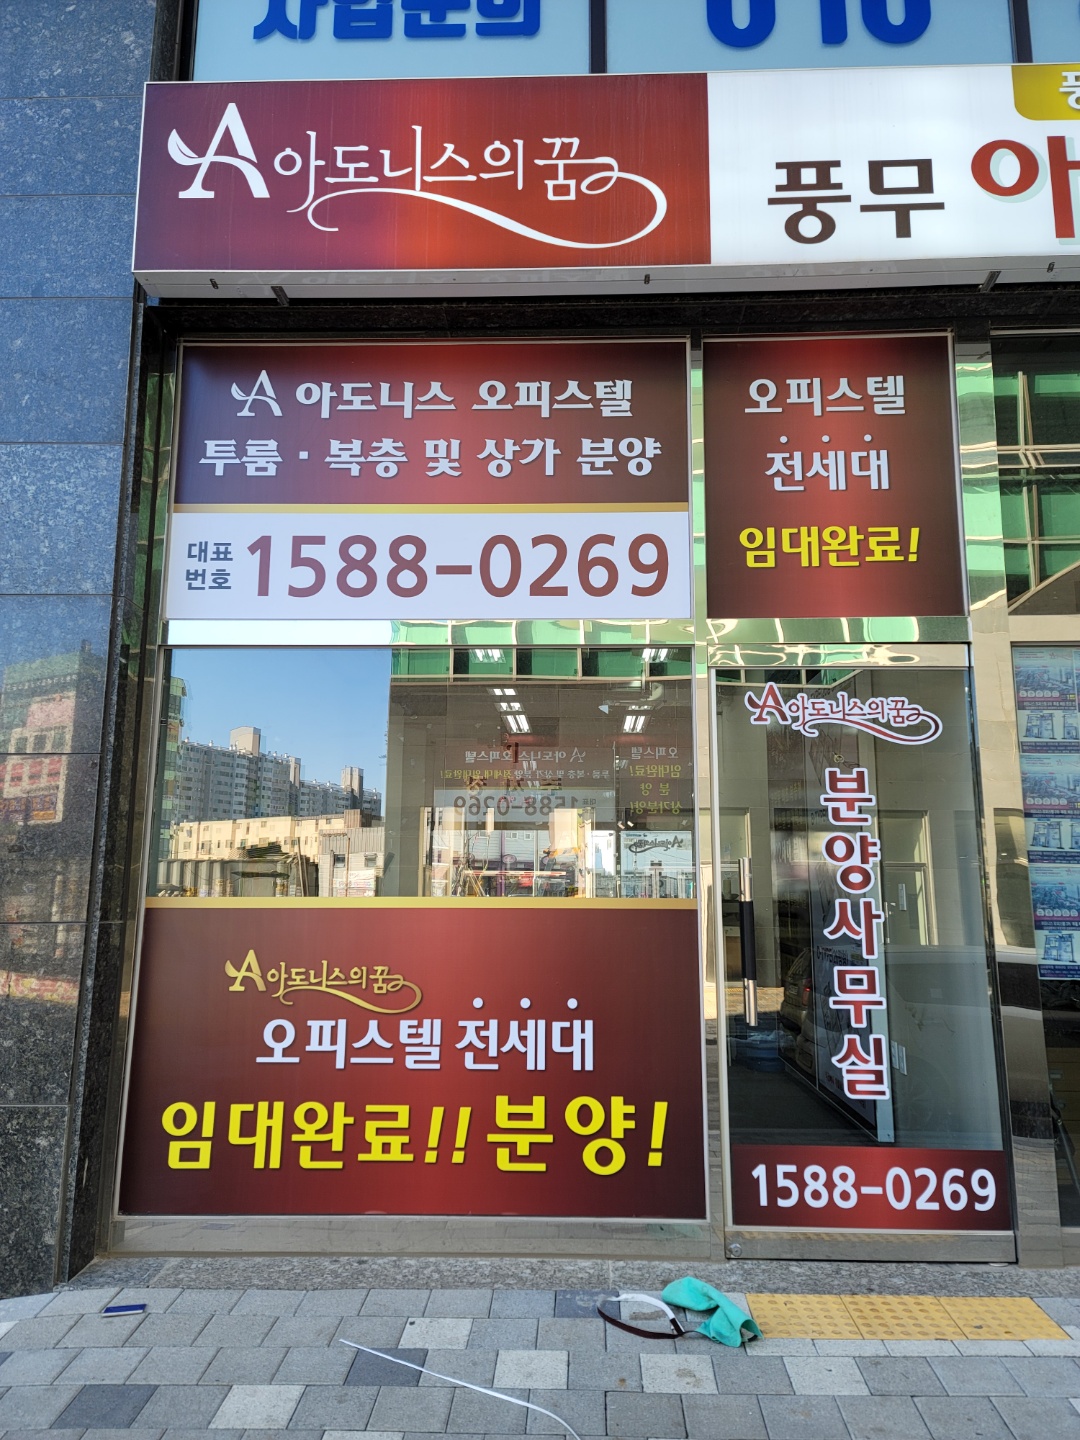 사업문의 010
A 아도니스의 꿈
풍무 아
A 아도니스 오피스텔
투룸·복층 및 상가 분양
대표
번호 1588-0269
오피스텔
전세대
임대완료!
A 아도니스의 꿈
분양사무실
1588-0269
A 아도니스의 꿈
오피스텔 전세대
임대완료!! 분양!